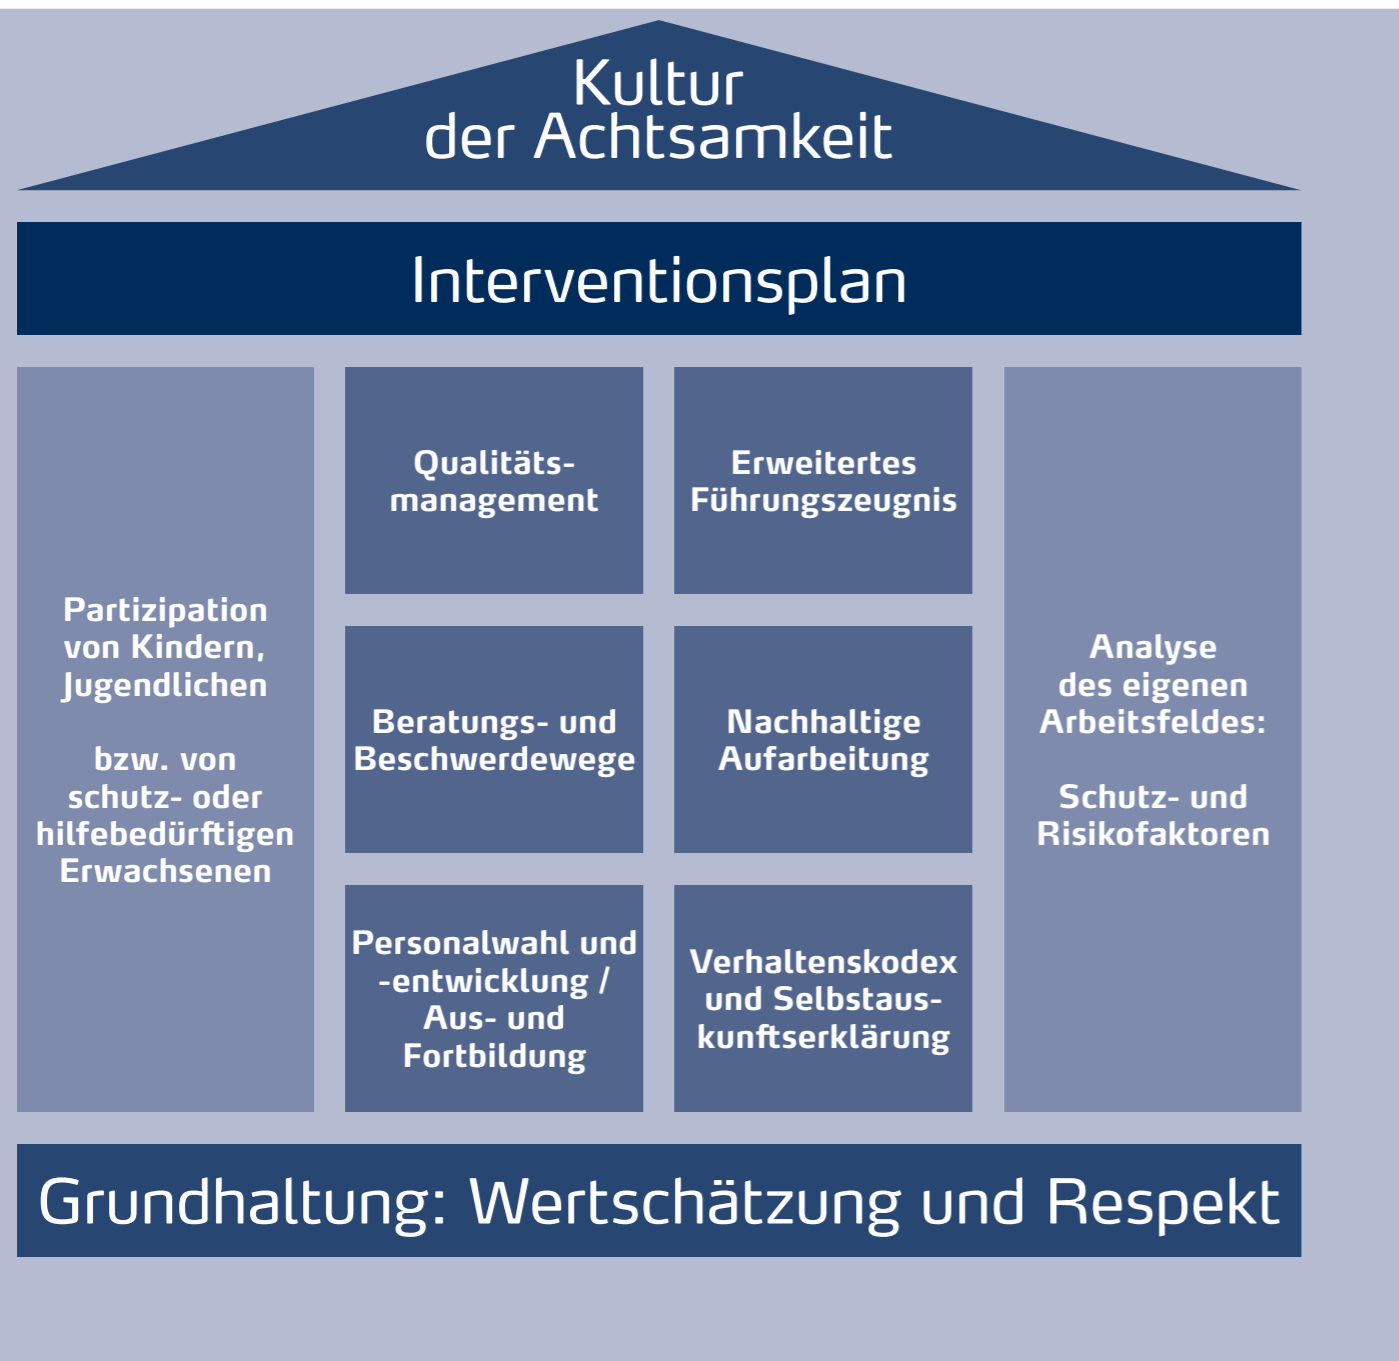 Kultur
der Achtsamkeit
Interventionsplan
Partizipation
von Kindern,
Jugendlichen
bzw. von
schutz- oder
hilfebedürftigen
Erwachsenen
Qualitäts-
management
Erweitertes
Führungszeugnis
Beratungs- und
Beschwerdewege
Nachhaltige
Aufarbeitung
Personalwahl und
-entwicklung /
Aus- und
Fortbildung
Verhaltenskodex
und Selbstaus-
kunftserklärung
Analyse
des eigenen
Arbeitsfeldes:
Schutz- und
Risikofaktoren
Grundhaltung: Wertschätzung und Respekt